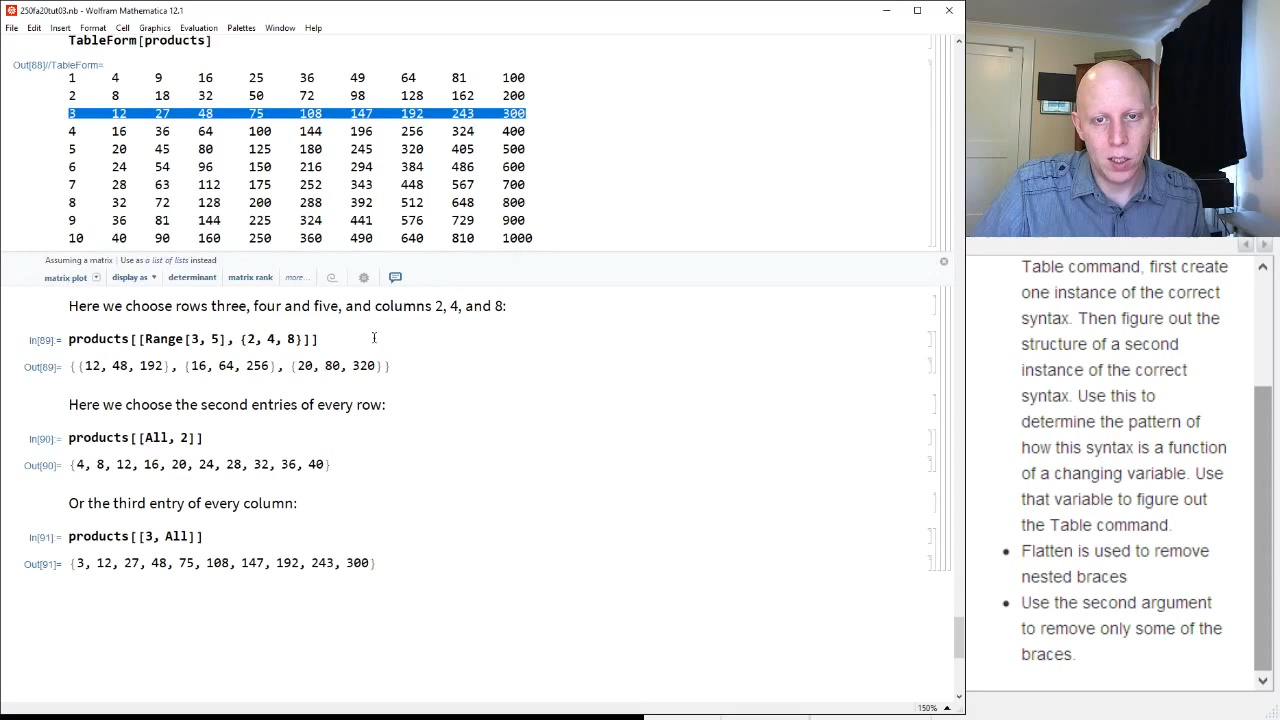 250fa20tut03.nb - Wolfram Mathematica 12.1
File Edit Insert Format Cell Graphics Evaluation Palettes Window Help
TableForm[products]
Out[88]//TableForm=
1 4 9 16 25 36 49 64 81 100
2 8 18 32 50 72 98 128 162 200
3 12 27 48 75 108 147 192 243 300
4 16 36 64 100 144 196 256 324 400
5 20 45 80 125 180 245 320 405 500
6 24 54 96 150 216 294 384 486 600
7 28 63 112 175 252 343 448 567 700
8 32 72 128 200 288 392 512 648 800
9 36 81 144 225 324 441 576 729 900
10 40 90 160 250 360 490 640 810 1000
Assuming a matrix | Use as a list of lists instead
matrix plot display as determinant matrix rank more...
Here we choose rows three, four and five, and columns 2, 4, and 8:
In[89]:= products[[Range[3, 5], {2, 4, 8}]]
Out[89]= {{12, 48, 192}, {16, 64, 256}, {20, 80, 320}}
Here we choose the second entries of every row:
In[90]:= products[[All, 2]]
Out[90]= {4, 8, 12, 16, 20, 24, 28, 32, 36, 40}
Or the third entry of every column:
In[91]:= products[[3, All]]
Out[91]= {3, 12, 27, 48, 75, 108, 147, 192, 243, 300}
150%
Table command, first create
one instance of the correct
syntax. Then figure out the
structure of a second
instance of the correct
syntax. Use this to
determine the pattern of
how this syntax is a function
of a changing variable. Use
that variable to figure out
the Table command.
• Flatten is used to remove
nested braces
• Use the second argument
to remove only some of the
braces.